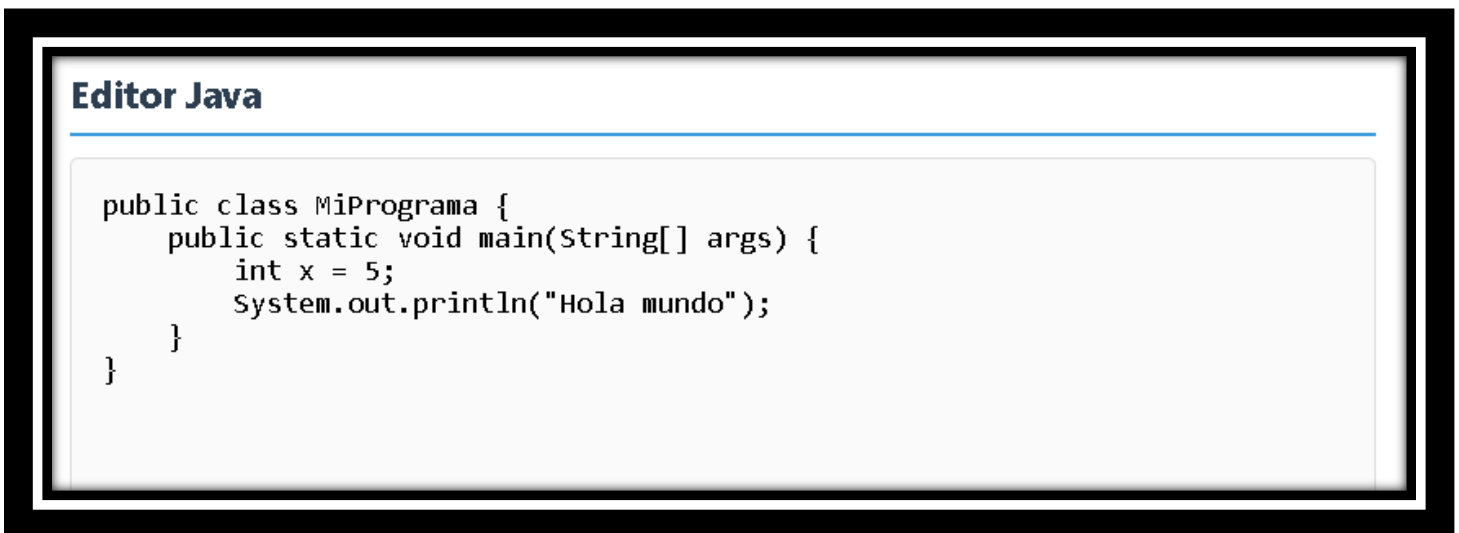 Editor Java
public class MiPrograma {
    public static void main(String[] args) {
        int x = 5;
        System.out.println("Hola mundo");
    }
}